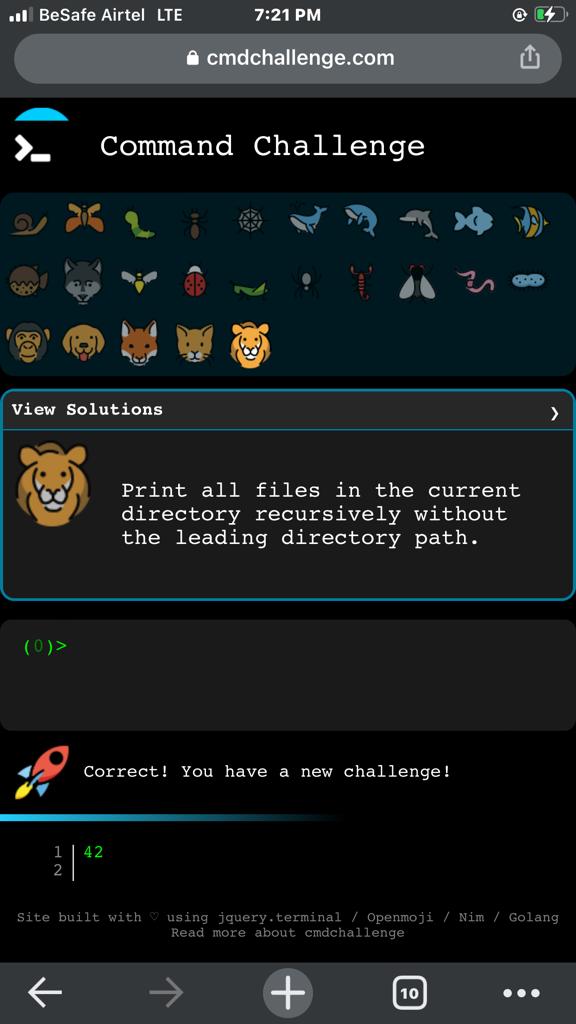 BeSafe Airtel LTE 7:21 PM
cmdchallenge.com
Command Challenge
View Solutions
Print all files in the current
directory recursively without
the leading directory path.
(0)>
Correct! You have a new challenge!
1 42
2
Site built with ♡ using jquery.terminal / Openmoji / Nim / Golang
Read more about cmdchallenge
10